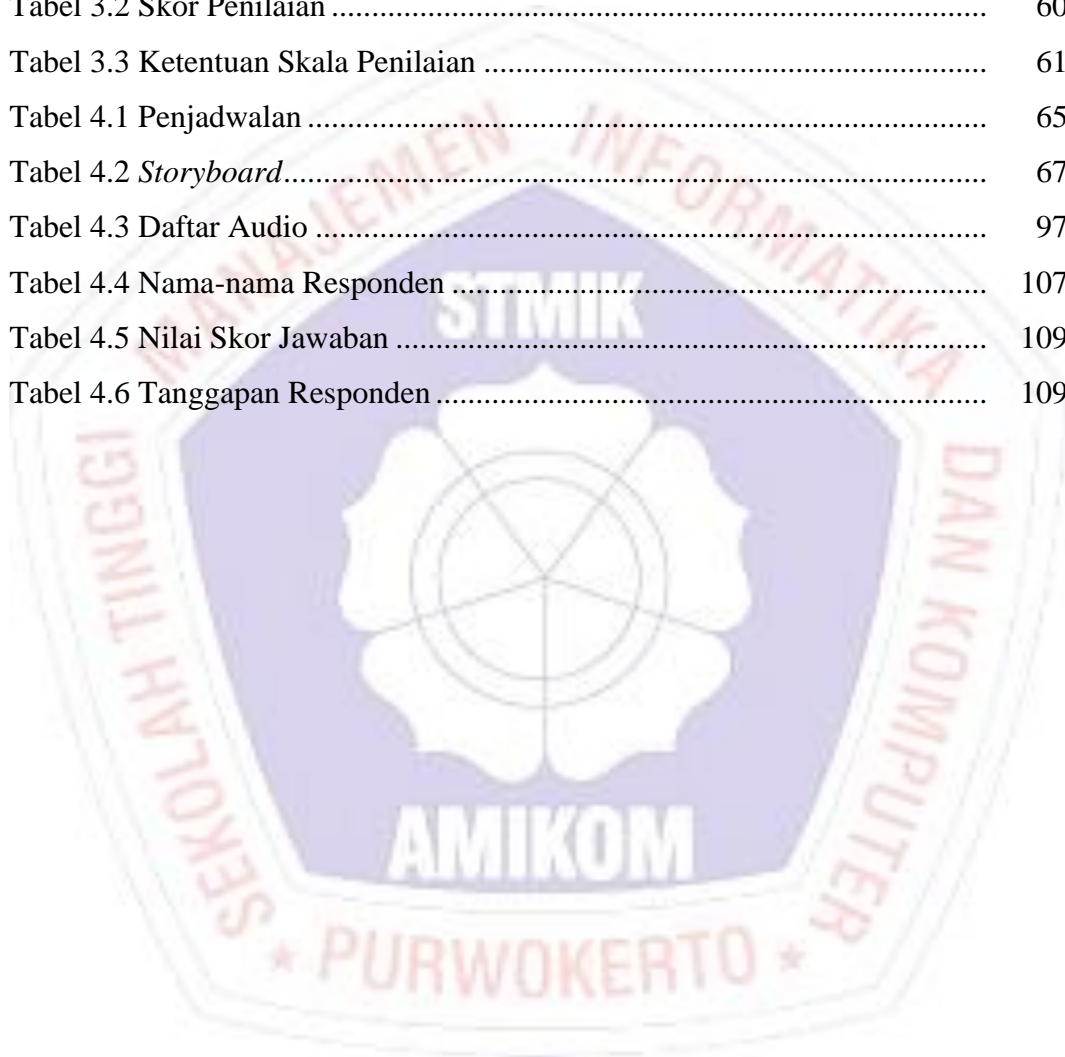 Tabel 3.2 Skor Penilaian ........ 60
Tabel 3.3 Ketentuan Skala Penilaian ........ 61
Tabel 4.1 Penjadwalan ........ 65
Tabel 4.2 Storyboard ........ 67
Tabel 4.3 Daftar Audio ........ 97
Tabel 4.4 Nama-nama Responden ........ 107
Tabel 4.5 Nilai Skor Jawaban ........ 109
Tabel 4.6 Tanggapan Responden ........ 109
SEKOLAH TINGGI MANAJEMEN INFORMATIKA DAN KOMPUTER
STMIK
AMIKOM
* PURWOKERTO *